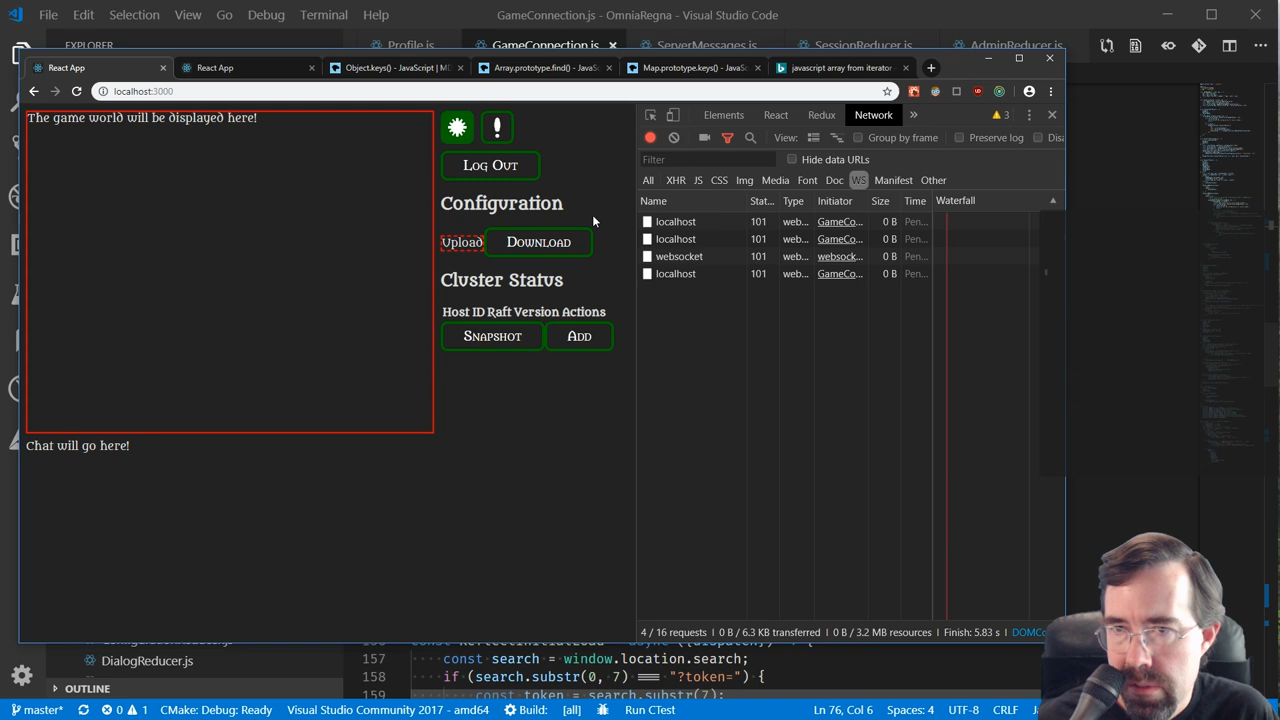 File Edit Selection View Go Debug Terminal Help
GameConnection.js - OmniaRegna - Visual Studio Code
EXPLORER
Profile.js GameConnection.js ServerMessages.js SessionReducer.js AdminReducer.js
React App
React App
Object.keys() - JavaScript | M
Array.prototype.find() - JavaSc
Map.prototype.keys() - JavaSc
javascript array from iterator
localhost:3000
The game world will be displayed here!
Log Out
Configuration
Upload Download
Cluster Status
Host ID Raft Version Actions
Snapshot Add
Chat will go here!
Elements React Redux Network » 3
View: Group by frame Preserve log Disa
Filter Hide data URLs
All XHR JS CSS Img Media Font Doc WS Manifest Other
Name Stat... Type Initiator Size Time Waterfall
localhost 101 web... GameCo... 0 B Pen...
localhost 101 web... GameCo... 0 B Pen...
websocket 101 web... websock... 0 B Pen...
localhost 101 web... GameCo... 0 B Pen...
4 / 16 requests | 0 B / 6.3 KB transferred | 0 B / 3.2 MB resources | Finish: 5.83 s | DOMCo
DialogReducer.js
OUTLINE
157 const search = window.location.search;
158 if (search.substr(0, 7) === "?token=") {
159 const token = search.substr(7);
master* 0 1 CMake: Debug: Ready Visual Studio Community 2017 - amd64 Build: [all] Run CTest Ln 76, Col 6 Spaces: 4 UTF-8 CRLF